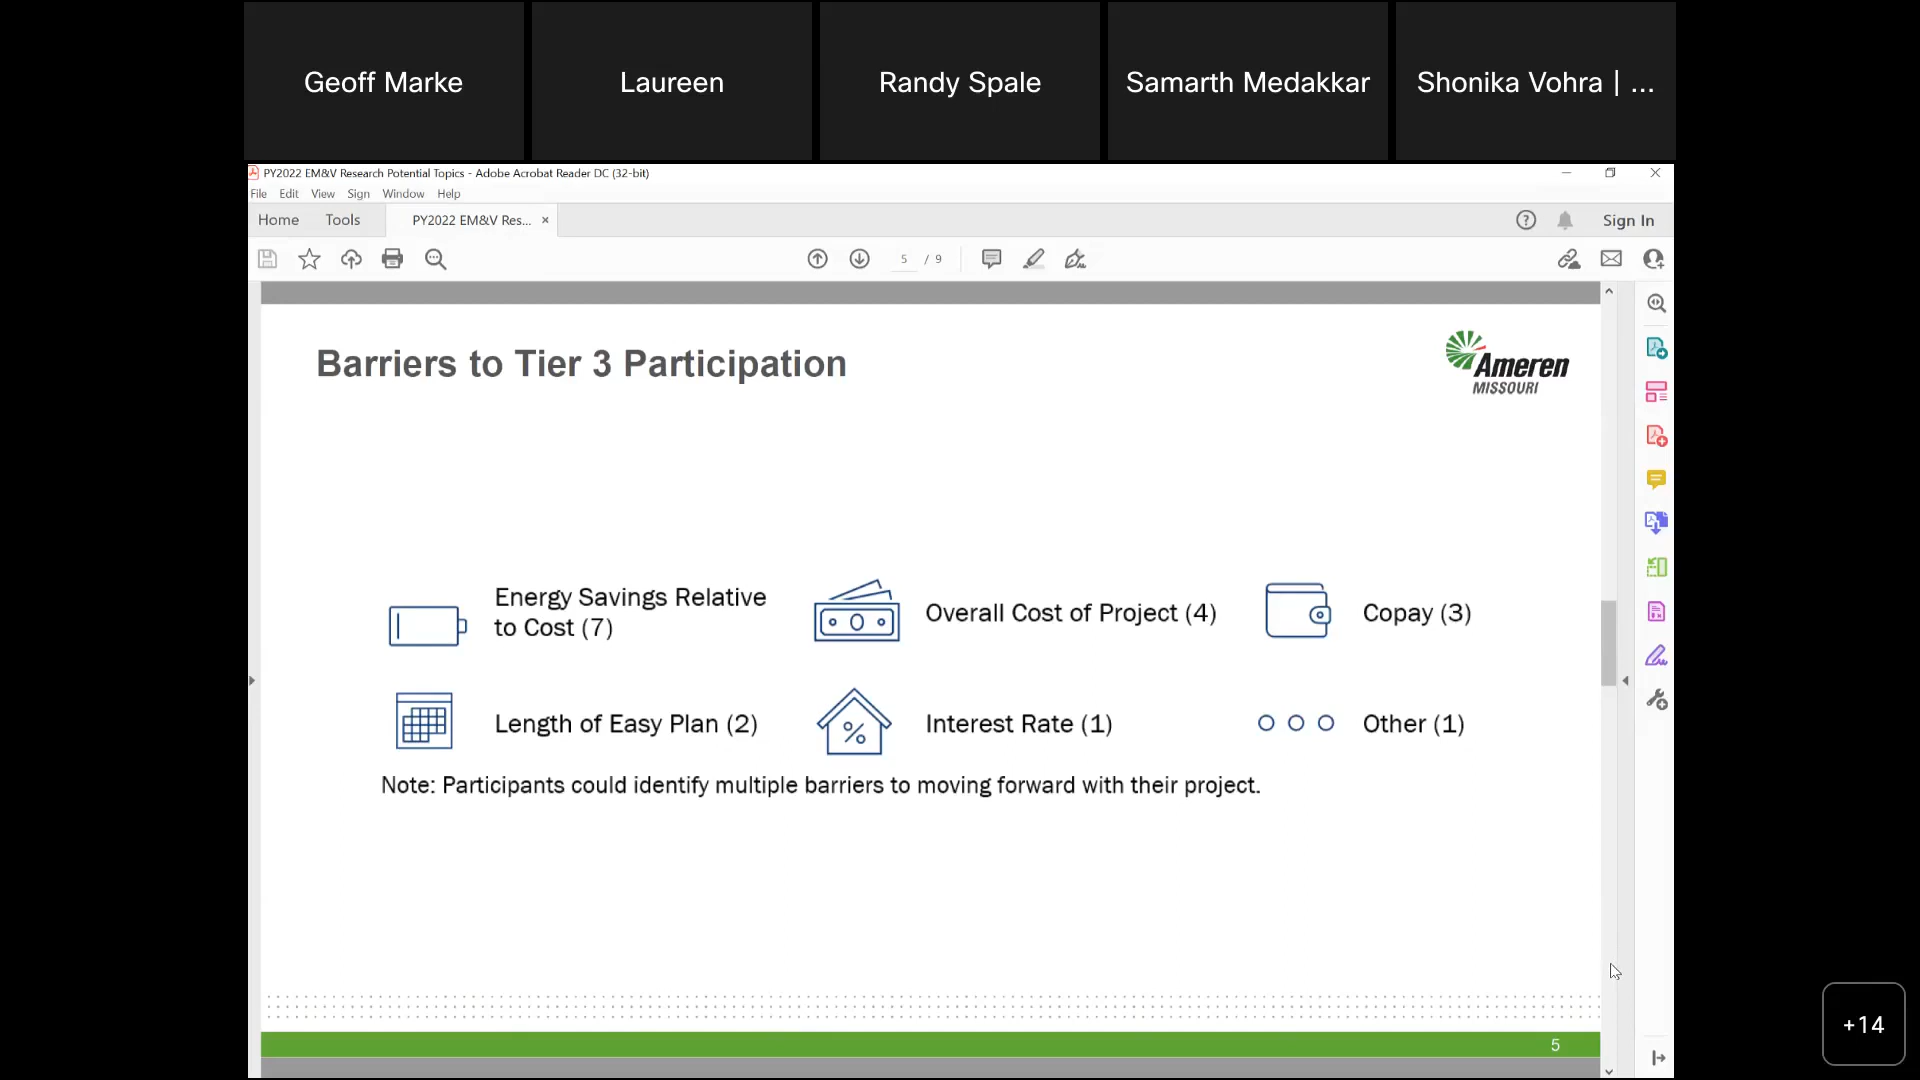 Geoff Marke
Laureen
Randy Spale
Samarth Medakkar
Shonika Vohra | ...
PY2022 EM&V Research Potential Topics - Adobe Acrobat Reader DC (32-bit)
File Edit View Sign Window Help
Home Tools PY2022 EM&V Res... × Sign In
5 / 9
Barriers to Tier 3 Participation
Ameren
MISSOURI
Energy Savings Relative
to Cost (7)
Overall Cost of Project (4)
Copay (3)
Length of Easy Plan (2)
Interest Rate (1)
Other (1)
Note: Participants could identify multiple barriers to moving forward with their project.
5
+14